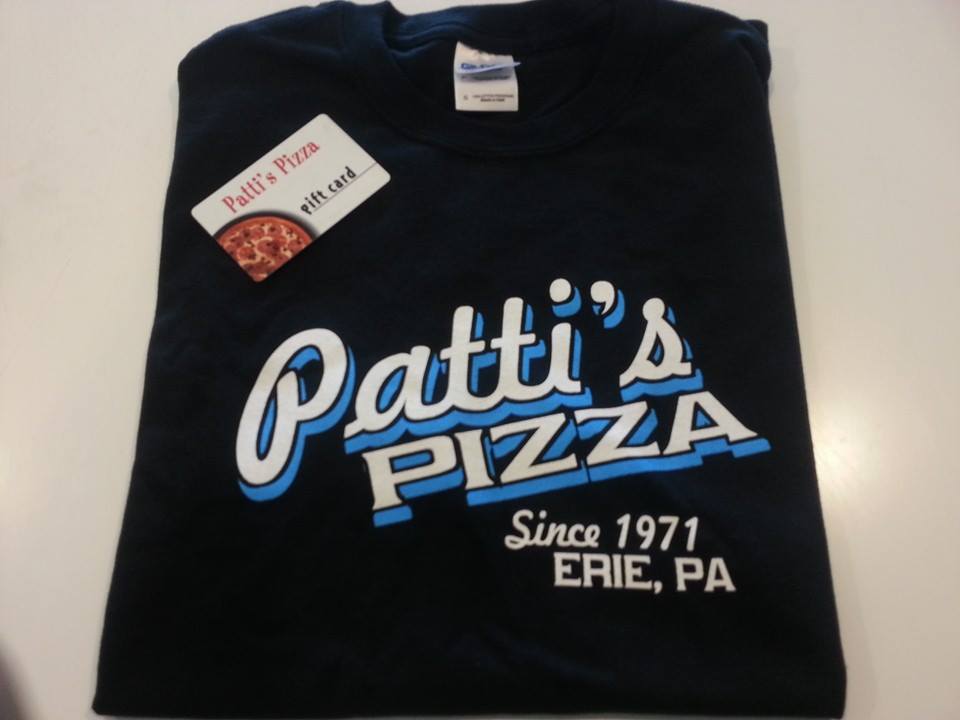 Patti's Pizza
gift card
Patti's
PIZZA
Since 1971
ERIE, PA